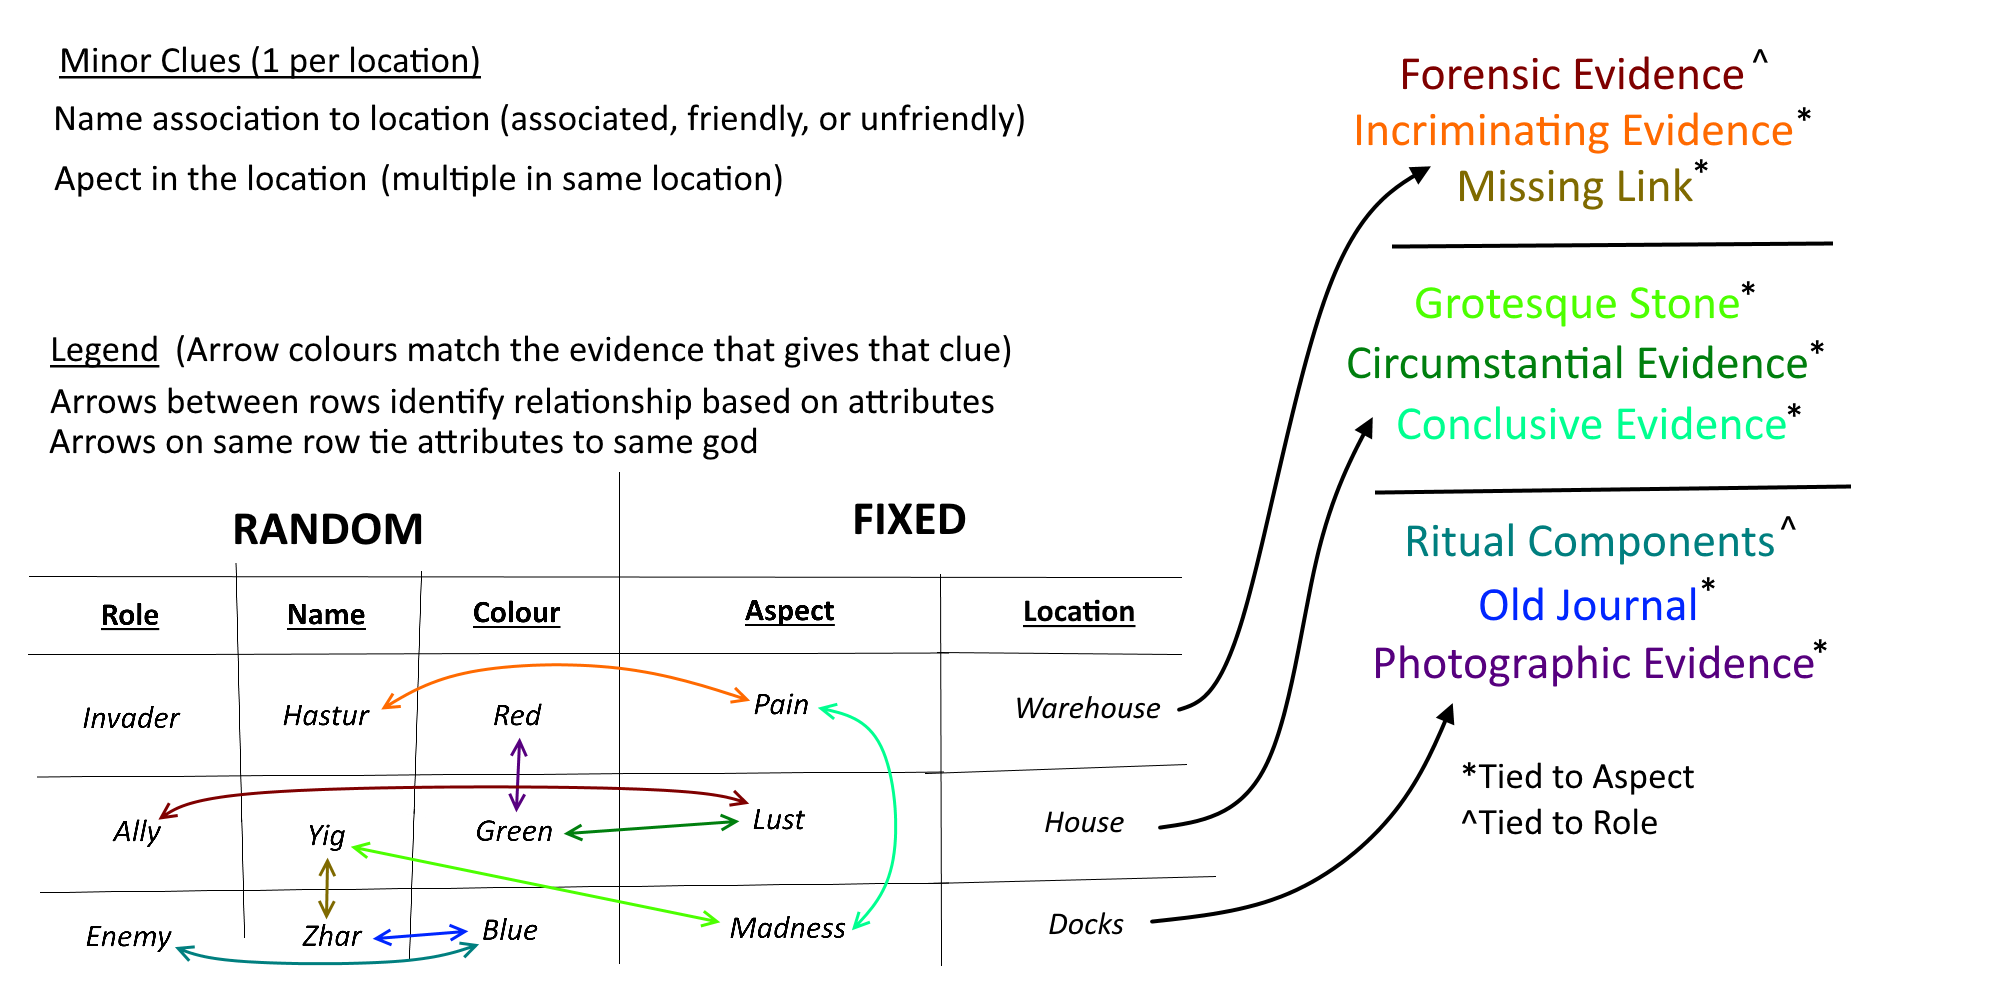 Minor Clues (1 per location)
Name association to location (associated, friendly, or unfriendly)
Apect in the location (multiple in same location)
Legend (Arrow colours match the evidence that gives that clue)
Arrows between rows identify relationship based on attributes
Arrows on same row tie attributes to same god
RANDOM FIXED
Role Name Colour Aspect Location
Invader Hastur Red Pain Warehouse
Ally Yig Green Lust House
Enemy Zhar Blue Madness Docks
Forensic Evidence ^
Incriminating Evidence*
Missing Link*
Grotesque Stone*
Circumstantial Evidence*
Conclusive Evidence*
Ritual Components^
Old Journal*
Photographic Evidence*
*Tied to Aspect
^Tied to Role